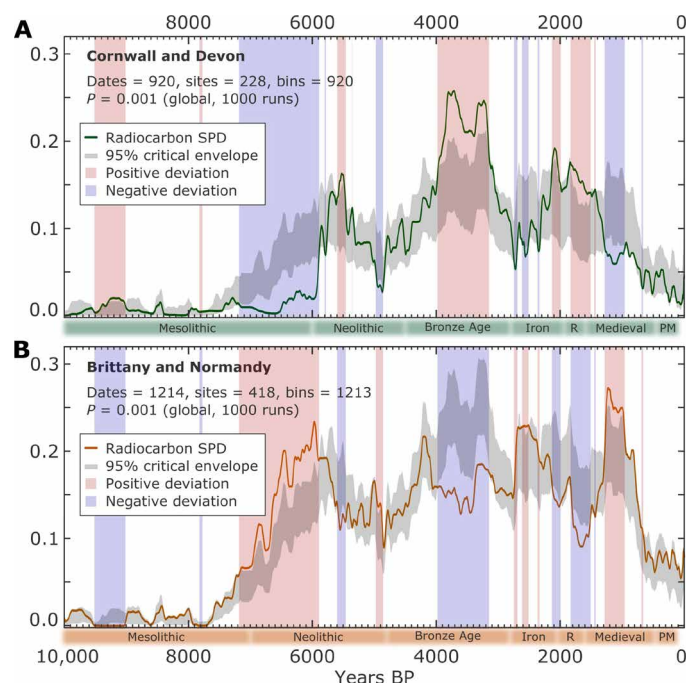 8000 6000 4000 2000 0
A
0.3
0.2
0.1
0.0
Cornwall and Devon
Dates = 920, sites = 228, bins = 920
P = 0.001 (global, 1000 runs)
Radiocarbon SPD
95% critical envelope
Positive deviation
Negative deviation
Mesolithic Neolithic Bronze Age Iron R Medieval PM
B
0.3
0.2
0.1
0.0
Brittany and Normandy
Dates = 1214, sites = 418, bins = 1213
P = 0.001 (global, 1000 runs)
Radiocarbon SPD
95% critical envelope
Positive deviation
Negative deviation
Mesolithic Neolithic Bronze Age Iron R Medieval PM
10,000 8000 6000 4000 2000 0
Years BP